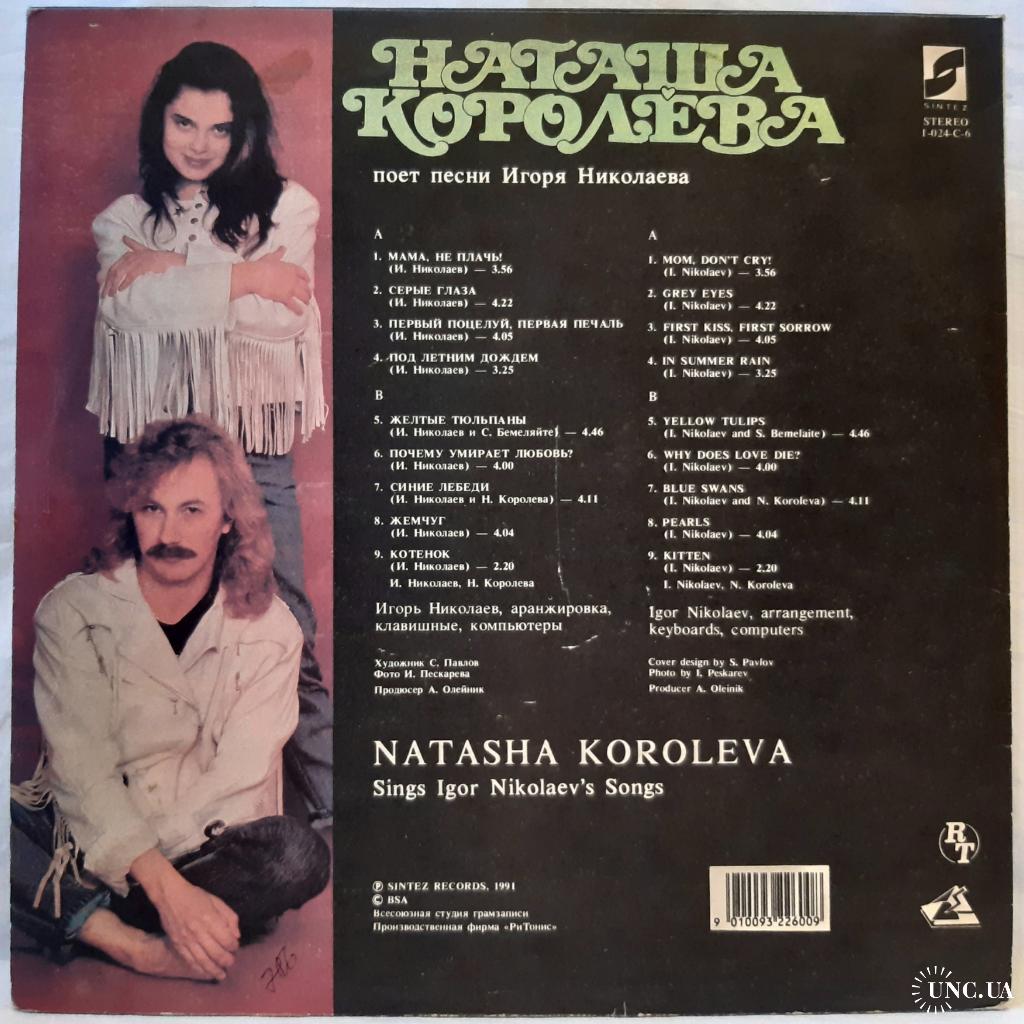 НАТАША
КОРОЛЁВА
поет песни Игоря Николаева
SINTEZ
STEREO
1-024-C-6
А
1. МАМА, НЕ ПЛАЧЬ!
(И. Николаев) — 3.56
2. СЕРЫЕ ГЛАЗА
(И. Николаев) — 4.22
3. ПЕРВЫЙ ПОЦЕЛУЙ, ПЕРВАЯ ПЕЧАЛЬ
(И. Николаев) — 4.05
4. ПОД ЛЕТНИМ ДОЖДЕМ
(И. Николаев) — 3.25
В
5. ЖЕЛТЫЕ ТЮЛЬПАНЫ
(И. Николаев и С. Бемеляйте) — 4.46
6. ПОЧЕМУ УМИРАЕТ ЛЮБОВЬ?
(И. Николаев) — 4.00
7. СИНИЕ ЛЕБЕДИ
(И. Николаев и Н. Королева) — 4.11
8. ЖЕМЧУГ
(И. Николаев) — 4.04
9. КОТЕНОК
(И. Николаев) — 2.20
И. Николаев, Н. Королева
Игорь Николаев, аранжировка,
клавишные, компьютеры
Художник С. Павлов
Фото И. Пескарева
Продюсер А. Олейник
A
1. MOM, DON'T CRY!
(I. Nikolaev) — 3.56
2. GREY EYES
(I. Nikolaev) — 4.22
3. FIRST KISS, FIRST SORROW
(I. Nikolaev) — 4.05
4. IN SUMMER RAIN
(I. Nikolaev) — 3.25
B
5. YELLOW TULIPS
(I. Nikolaev and S. Bemelaite) — 4.46
6. WHY DOES LOVE DIE?
(I. Nikolaev) — 4.00
7. BLUE SWANS
(I. Nikolaev and N. Koroleva) — 4.11
8. PEARLS
(I. Nikolaev) — 4.04
9. KITTEN
(I. Nikolaev) — 2.20
I. Nikolaev, N. Koroleva
Igor Nikolaev, arrangement,
keyboards, computers
Cover design by S. Pavlov
Photo by I. Peskarev
Producer A. Oleinik
NATASHA KOROLEVA
Sings Igor Nikolaev's Songs
RT
Ⓟ SINTEZ RECORDS, 1991
© BSA
Всесоюзная студия грамзаписи
Производственная фирма «РиТонис»
9 010093 226009
UNC.UA